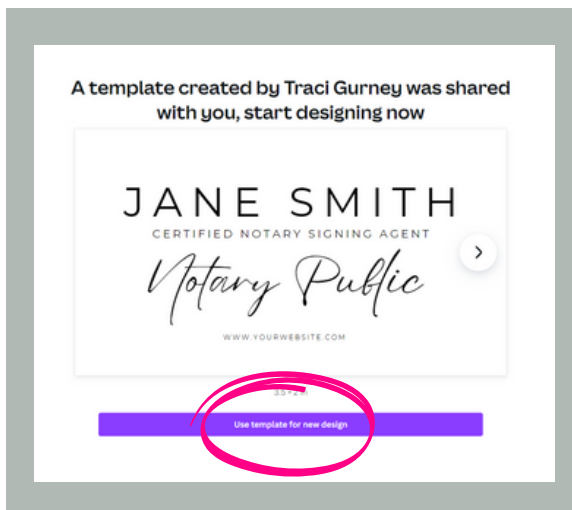 A template created by Traci Gurney was shared
with you, start designing now
JANE SMITH
CERTIFIED NOTARY SIGNING AGENT
Notary Public
WWW.YOURWEBSITE.COM
Use template for new design